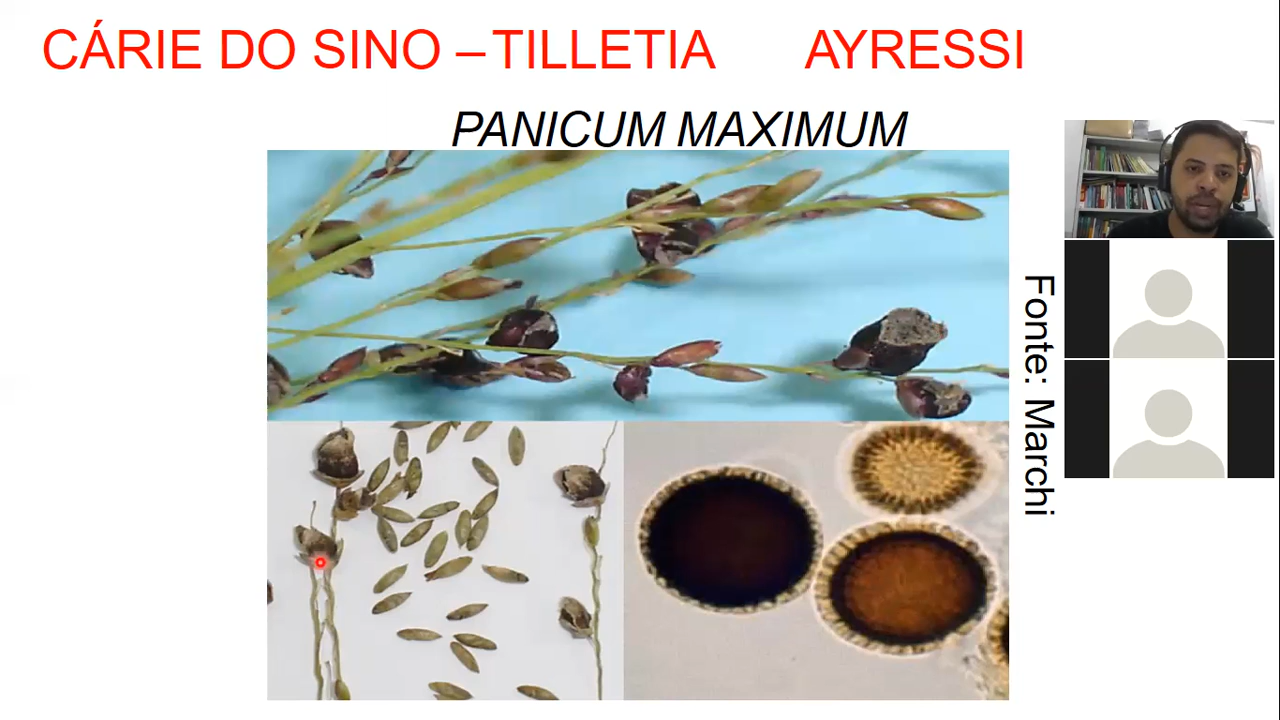 CÁRIE DO SINO – TILLETIA AYRESSI
PANICUM MAXIMUM
Fonte: Marchi